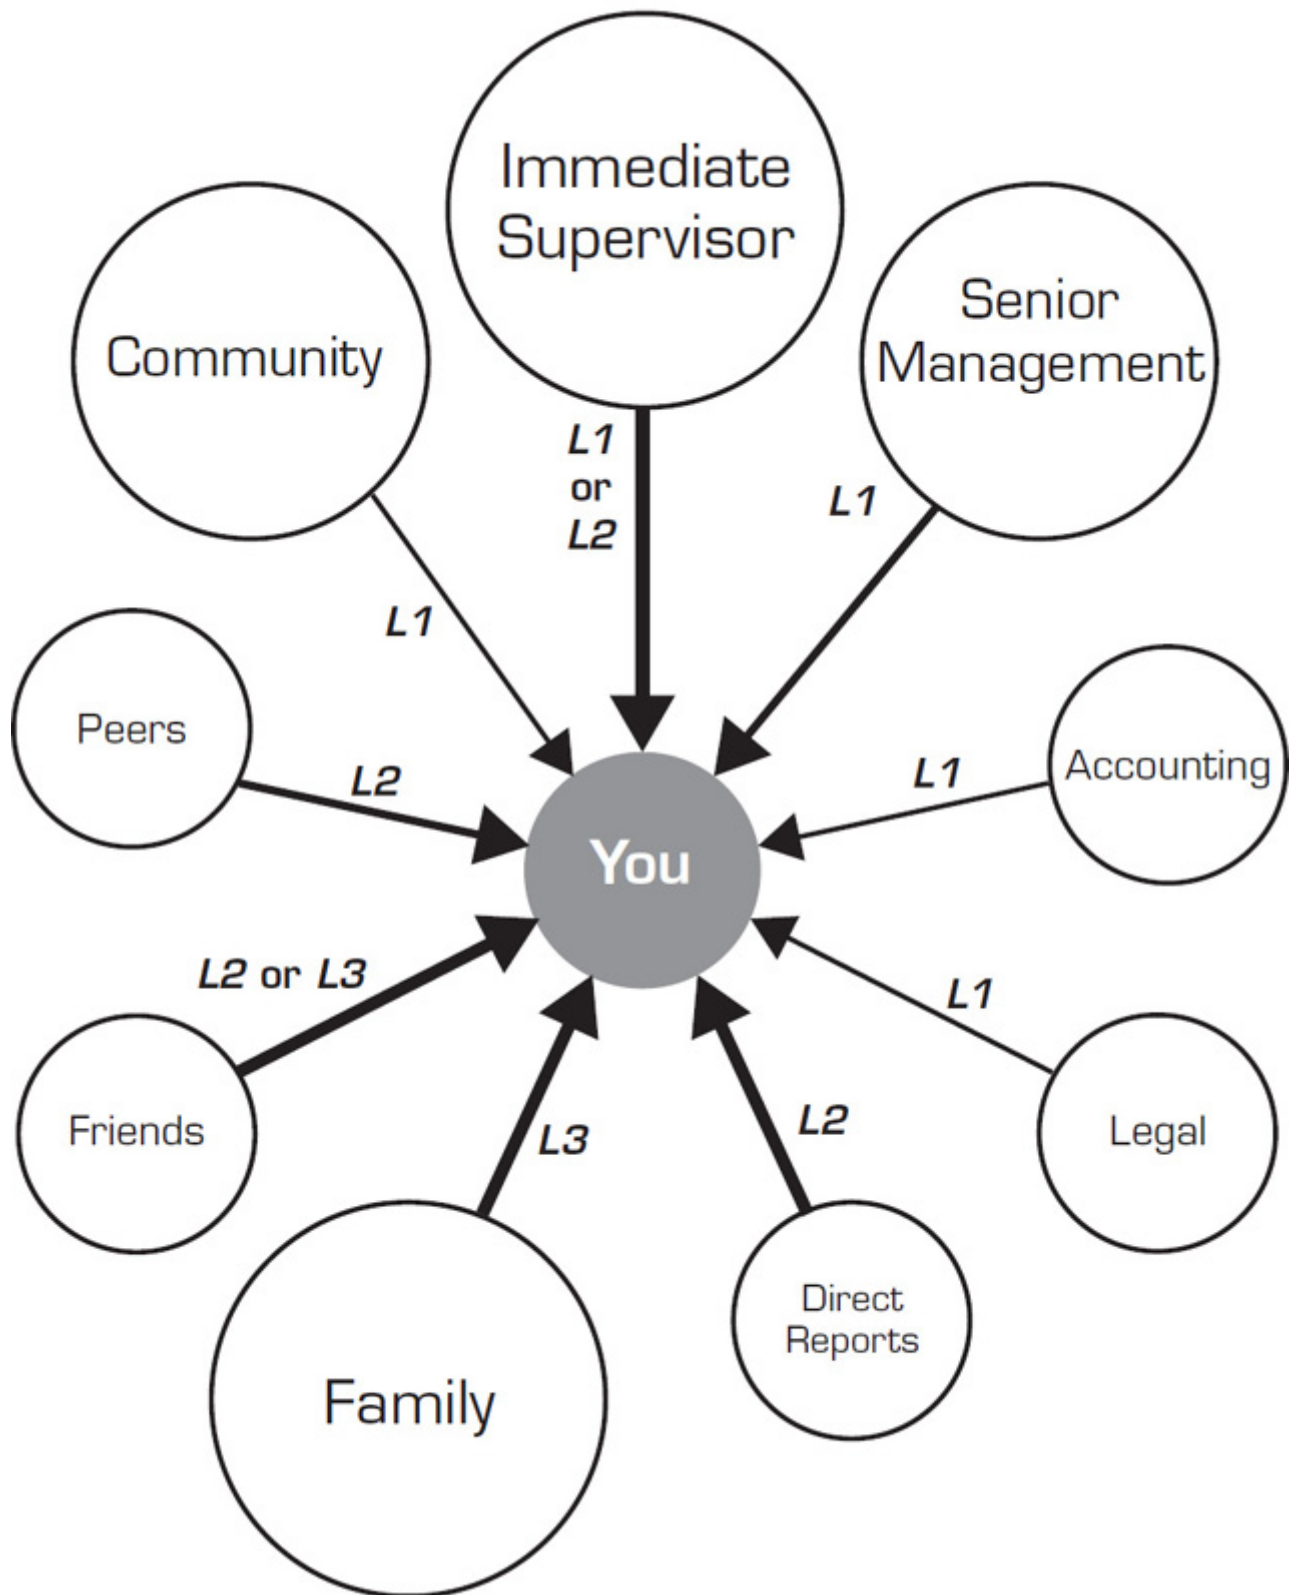 Immediate
Supervisor
Community
Senior
Management
L1
or
L2
L1
L1
Peers
L2
Accounting
L1
You
L2 or L3
L1
Friends
L3
L2
Legal
Direct
Reports
Family